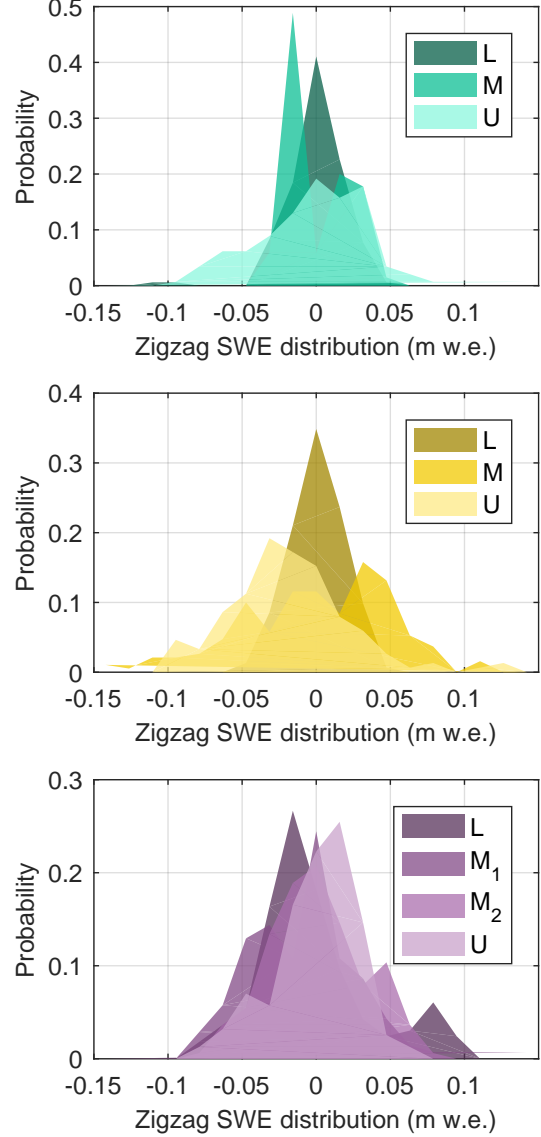 0.5
0.4
0.3
0.2
0.1
0
Probability
L
M
U
-0.15 -0.1 -0.05 0 0.05 0.1
Zigzag SWE distribution (m w.e.)
0.4
0.3
0.2
0.1
0
Probability
L
M
U
-0.15 -0.1 -0.05 0 0.05 0.1
Zigzag SWE distribution (m w.e.)
0.3
0.2
0.1
0
Probability
L
M1
M2
U
-0.15 -0.1 -0.05 0 0.05 0.1
Zigzag SWE distribution (m w.e.)